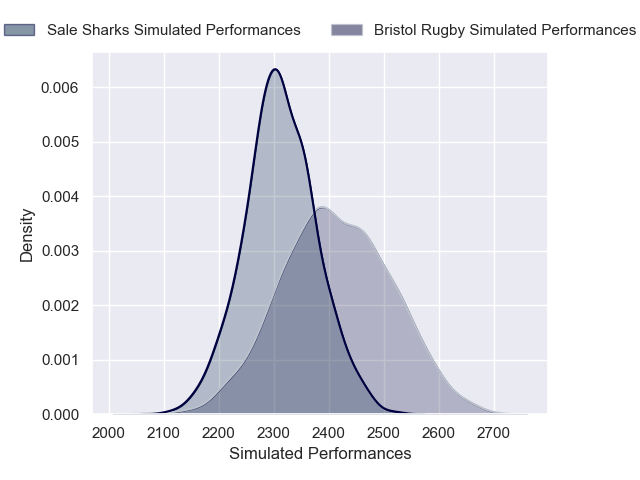 Sale Sharks Simulated Performances
Bristol Rugby Simulated Performances
0.006
0.005
0.004
0.003
0.002
0.001
0.000
Density
2000 2100 2200 2300 2400 2500 2600 2700
Simulated Performances